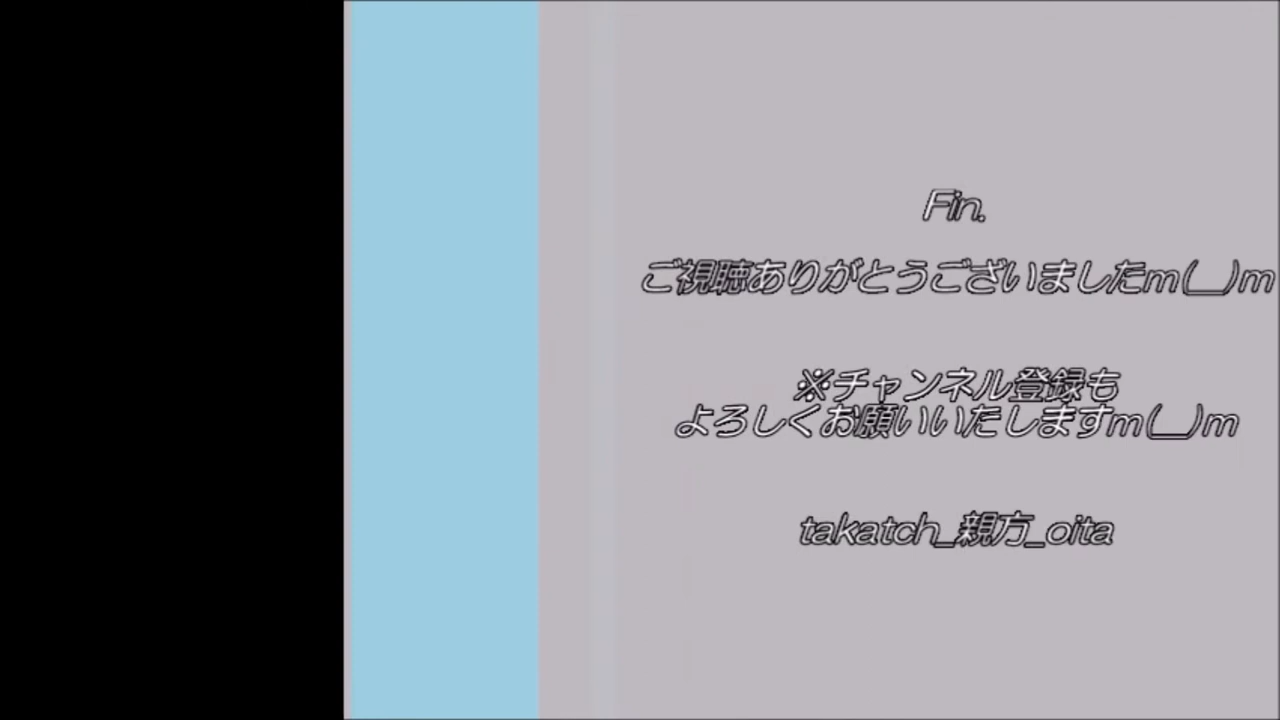 Fin.
ご視聴ありがとうございましたm(__)m
※チャンネル登録も
よろしくお願いいたしますm(__)m
takatch_親方_oita